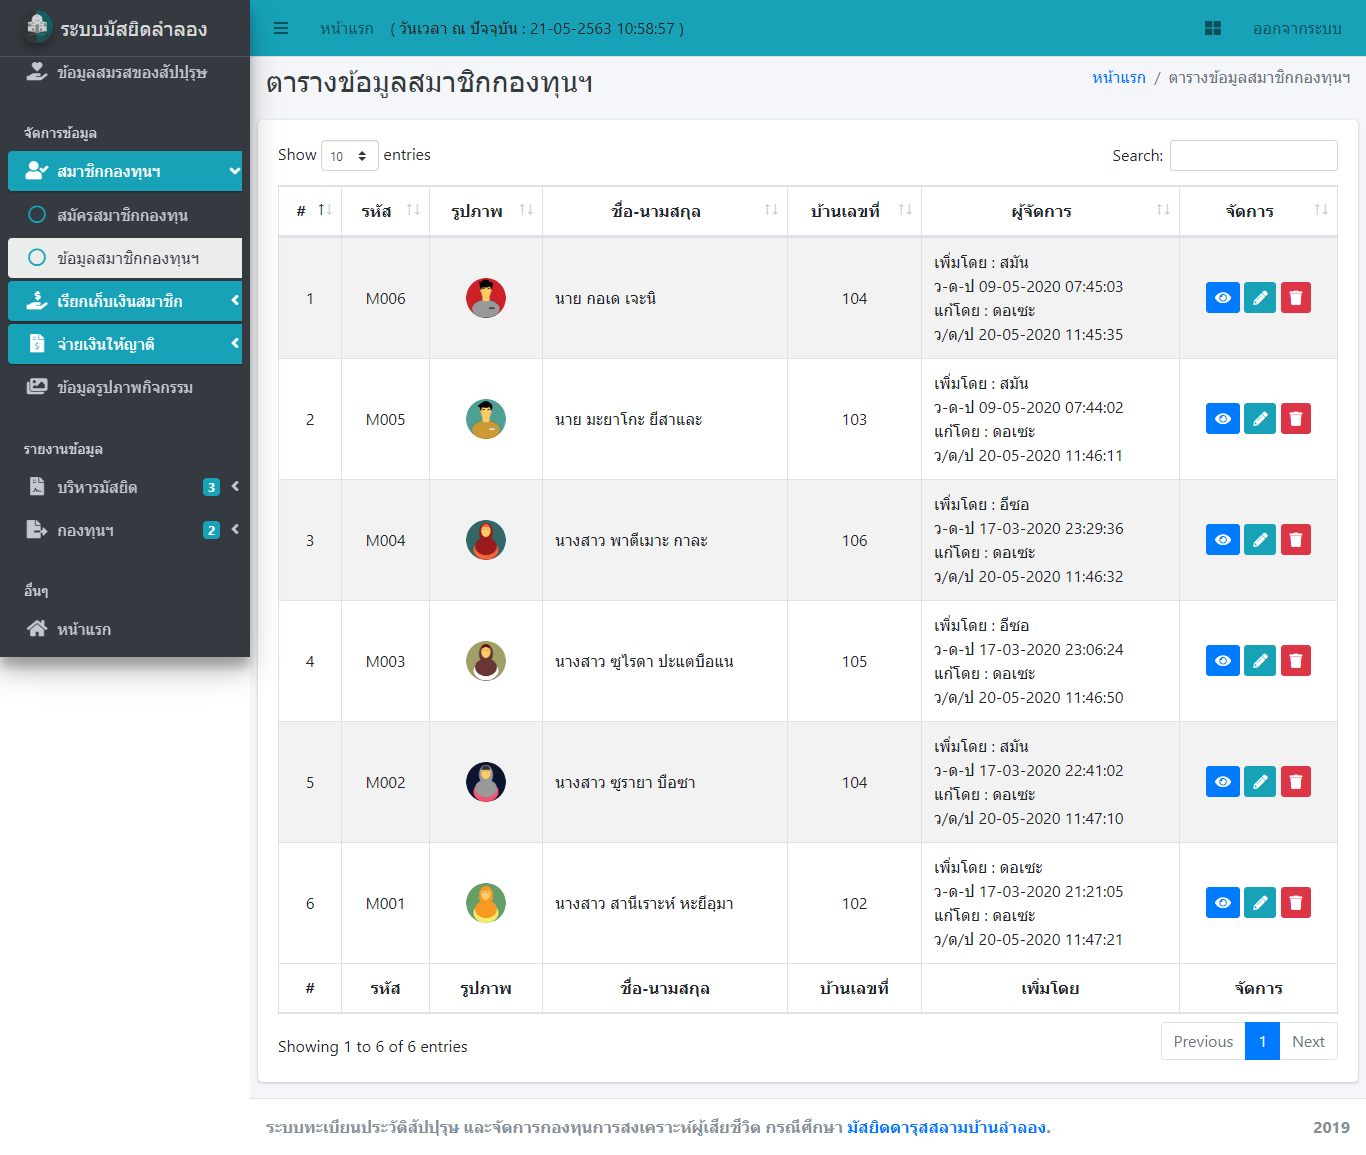 ระบบมัสยิดลำลอง
หน้าแรก ( วันเวลา ณ ปัจจุบัน : 21-05-2563 10:58:57 )
ออกจากระบบ
ข้อมูลสมรสของสัปปุรุษ
จัดการข้อมูล
สมาชิกกองทุนฯ
สมัครสมาชิกกองทุน
ข้อมูลสมาชิกกองทุนฯ
เรียกเก็บเงินสมาชิก
จ่ายเงินให้ญาติ
ข้อมูลรูปภาพกิจกรรม
รายงานข้อมูล
บริหารมัสยิด 3
กองทุนฯ 2
อื่นๆ
หน้าแรก
ตารางข้อมูลสมาชิกกองทุนฯ
หน้าแรก / ตารางข้อมูลสมาชิกกองทุนฯ
Show 10 entries
Search:
# รหัส รูปภาพ ชื่อ-นามสกุล บ้านเลขที่ ผู้จัดการ จัดการ
1 M006 นาย กอเด เจะนิ 104
เพิ่มโดย : สมัน
ว-ด-ป 09-05-2020 07:45:03
แก้โดย : ดอเซะ
ว/ด/ป 20-05-2020 11:45:35
2 M005 นาย มะยาโกะ ยีสาและ 103
เพิ่มโดย : สมัน
ว-ด-ป 09-05-2020 07:44:02
แก้โดย : ดอเซะ
ว/ด/ป 20-05-2020 11:46:11
3 M004 นางสาว พาตีเมาะ กาละ 106
เพิ่มโดย : อีซอ
ว-ด-ป 17-03-2020 23:29:36
แก้โดย : ดอเซะ
ว/ด/ป 20-05-2020 11:46:32
4 M003 นางสาว ซูไรดา ปะแตบือแน 105
เพิ่มโดย : อีซอ
ว-ด-ป 17-03-2020 23:06:24
แก้โดย : ดอเซะ
ว/ด/ป 20-05-2020 11:46:50
5 M002 นางสาว ซูรายา บือซา 104
เพิ่มโดย : สมัน
ว-ด-ป 17-03-2020 22:41:02
แก้โดย : ดอเซะ
ว/ด/ป 20-05-2020 11:47:10
6 M001 นางสาว สานีเราะห์ หะยีอุมา 102
เพิ่มโดย : ดอเซะ
ว-ด-ป 17-03-2020 21:21:05
แก้โดย : ดอเซะ
ว/ด/ป 20-05-2020 11:47:21
# รหัส รูปภาพ ชื่อ-นามสกุล บ้านเลขที่ เพิ่มโดย จัดการ
Showing 1 to 6 of 6 entries
Previous 1 Next
ระบบทะเบียนประวัติสัปปุรุษ และจัดการกองทุนการสงเคราะห์ผู้เสียชีวิต กรณีศึกษา มัสยิดดารุสสลามบ้านลำลอง.
2019